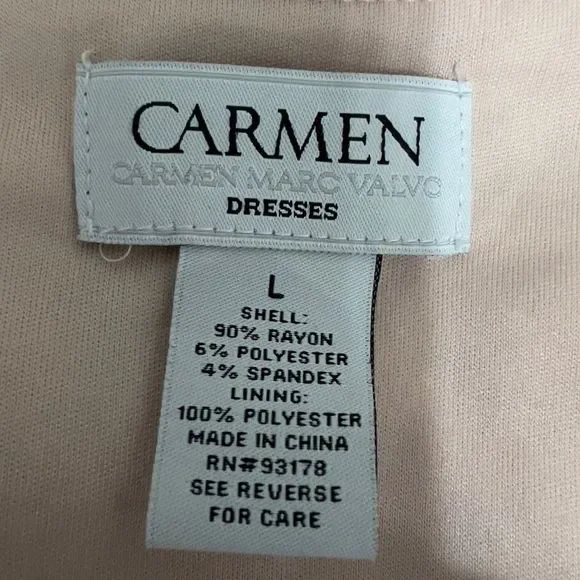 CARMEN
CARMEN MARC VALVO
DRESSES
L
SHELL:
90% RAYON
6% POLYESTER
4% SPANDEX
LINING:
100% POLYESTER
MADE IN CHINA
RN#93178
SEE REVERSE
FOR CARE